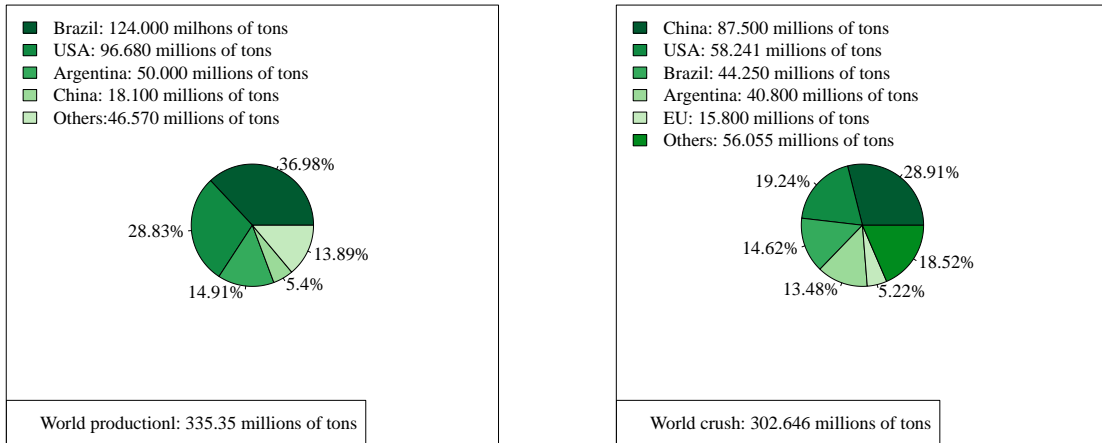 Brazil: 124.000 milhons of tons
USA: 96.680 millions of tons
Argentina: 50.000 millions of tons
China: 18.100 millions of tons
Others:46.570 millions of tons
36.98%
28.83%
13.89%
14.91%
5.4%
World productionl: 335.35 millions of tons
China: 87.500 millions of tons
USA: 58.241 millions of tons
Brazil: 44.250 millions of tons
Argentina: 40.800 millions of tons
EU: 15.800 millions of tons
Others: 56.055 millions of tons
28.91%
19.24%
14.62%
18.52%
13.48%
5.22%
World crush: 302.646 millions of tons